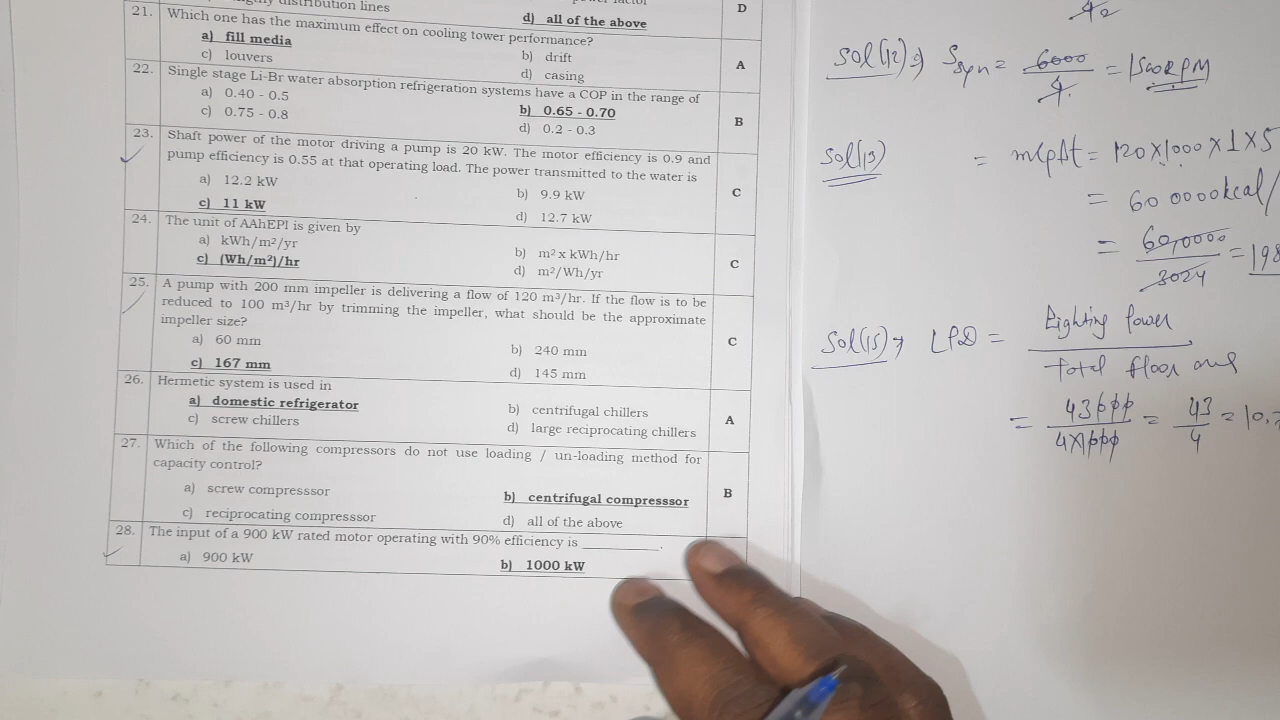 distribution lines
d) all of the above
D
21. Which one has the maximum effect on cooling tower performance?
a) fill media
b) drift
c) louvers
d) casing
A
22. Single stage Li-Br water absorption refrigeration systems have a COP in the range of
a) 0.40 - 0.5
b) 0.65 - 0.70
c) 0.75 - 0.8
d) 0.2 - 0.3
B
23. Shaft power of the motor driving a pump is 20 kW. The motor efficiency is 0.9 and
pump efficiency is 0.55 at that operating load. The power transmitted to the water is
a) 12.2 kW
b) 9.9 kW
c) 11 kW
d) 12.7 kW
C
24. The unit of AAhEPI is given by
a) kWh/m²/yr
b) m² x kWh/hr
c) (Wh/m²)/hr
d) m²/Wh/yr
C
25. A pump with 200 mm impeller is delivering a flow of 120 m³/hr. If the flow is to be
reduced to 100 m³/hr by trimming the impeller, what should be the approximate
impeller size?
a) 60 mm
b) 240 mm
c) 167 mm
d) 145 mm
C
26. Hermetic system is used in
a) domestic refrigerator
b) centrifugal chillers
c) screw chillers
d) large reciprocating chillers
A
27. Which of the following compressors do not use loading / un-loading method for
capacity control?
a) screw compresssor
b) centrifugal compresssor
c) reciprocating compresssor
d) all of the above
B
28. The input of a 900 kW rated motor operating with 90% efficiency is ________.
a) 900 kW
b) 1000 kW
Sol(12) → Ssyn = 6000/4 = 1500RPM
Sol(13) = mCpΔt = 120×1000×1×5
= 600000kcal/
= 600000/3024 = 198
Sol(15) → LPD = Lighting Power
Total floor area
= 43000/4×1000 = 43/4 = 10.